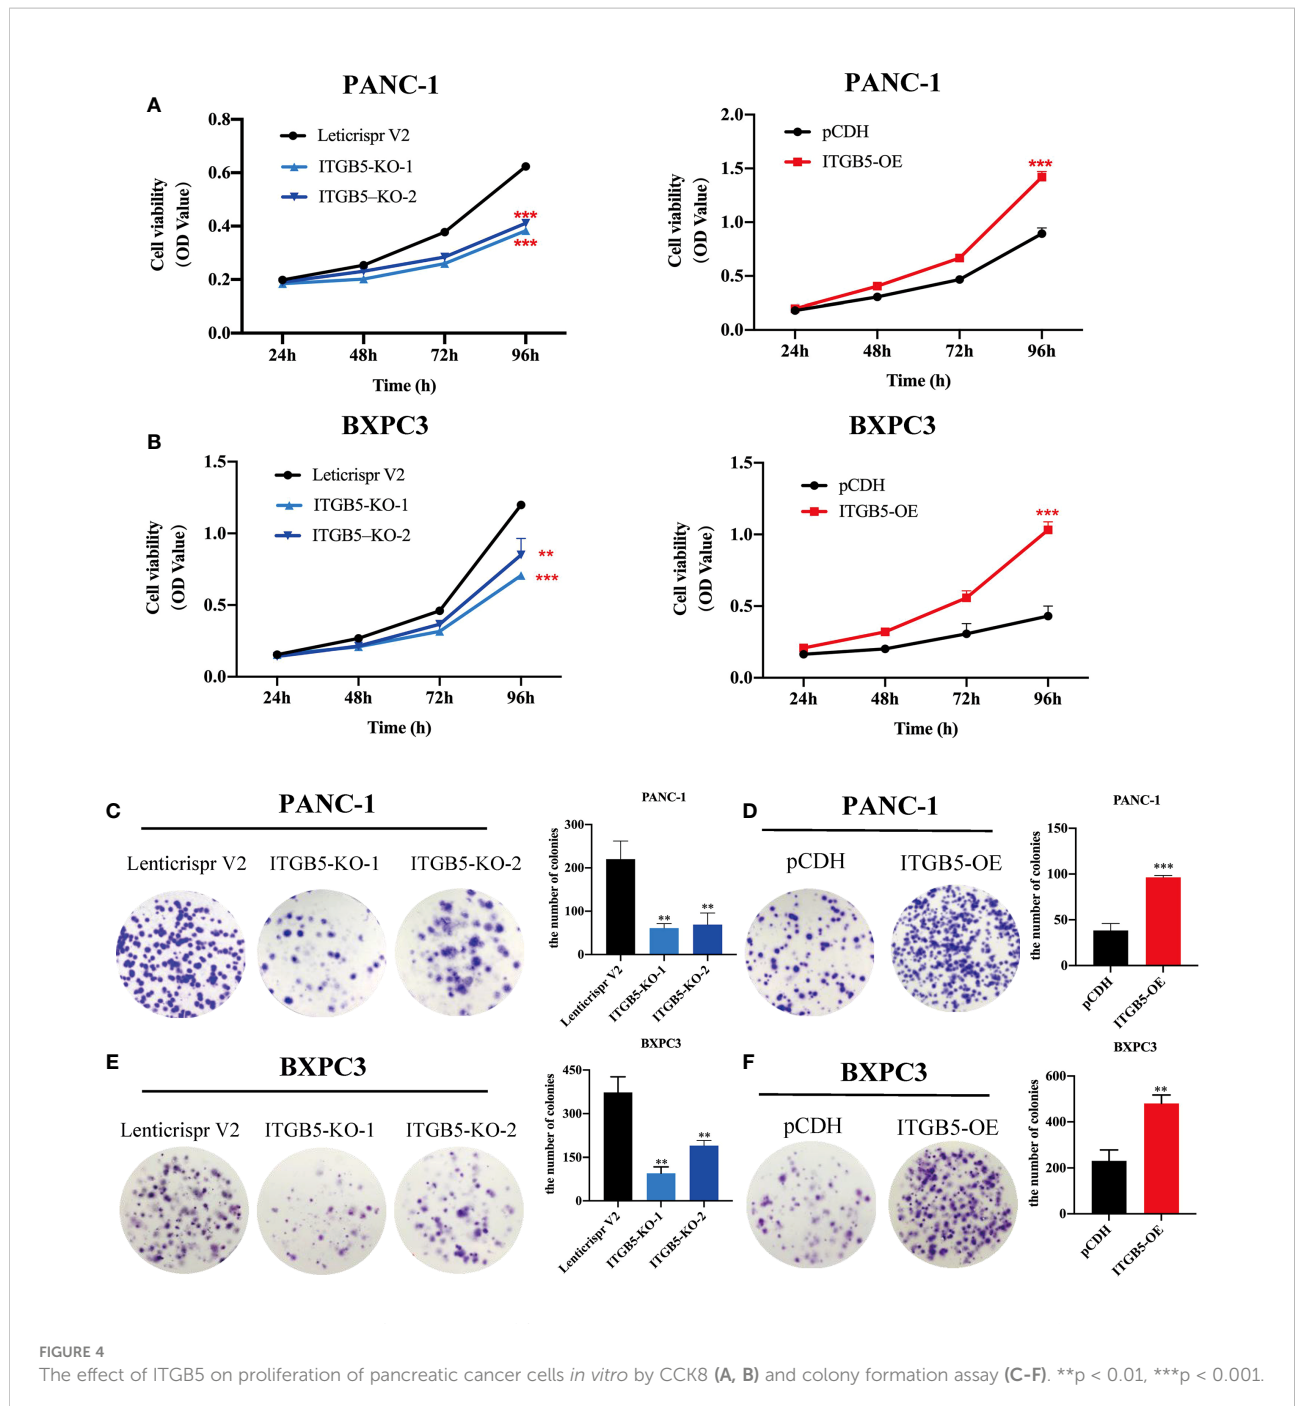 A
PANC-1
0.8
0.6
0.4
0.2
0.0
Cell viability
(OD Value)
Leticrispr V2
ITGB5-KO-1
ITGB5–KO-2
***
***
24h 48h 72h 96h
Time (h)
PANC-1
2.0
1.5
1.0
0.5
0.0
Cell viability
(OD Value)
pCDH
ITGB5-OE
***
24h 48h 72h 96h
Time (h)
B
BXPC3
1.5
1.0
0.5
0.0
Cell viability
(OD Value)
Leticrispr V2
ITGB5-KO-1
ITGB5–KO-2
**
***
24h 48h 72h 96h
Time (h)
BXPC3
1.5
1.0
0.5
0.0
Cell viability
(OD Value)
pCDH
ITGB5-OE
***
24h 48h 72h 96h
Time (h)
C
PANC-1
Lenticrispr V2 ITGB5-KO-1 ITGB5-KO-2
PANC-1
the number of colonies
300
200
100
0
**
**
Lenticrispr V2
ITGB5-KO-1
ITGB5-KO-2
D
PANC-1
pCDH ITGB5-OE
PANC-1
the number of colonies
150
100
50
0
***
pCDH
ITGB5-OE
E
BXPC3
Lenticrispr V2 ITGB5-KO-1 ITGB5-KO-2
BXPC3
the number of colonies
450
300
150
0
**
**
Lenticrispr V2
ITGB5-KO-1
ITGB5-KO-2
F
BXPC3
pCDH ITGB5-OE
BXPC3
the number of colonies
600
400
200
0
**
pCDH
ITGB5-OE
FIGURE 4
The effect of ITGB5 on proliferation of pancreatic cancer cells in vitro by CCK8 (A, B) and colony formation assay (C-F). **p < 0.01, ***p < 0.001.